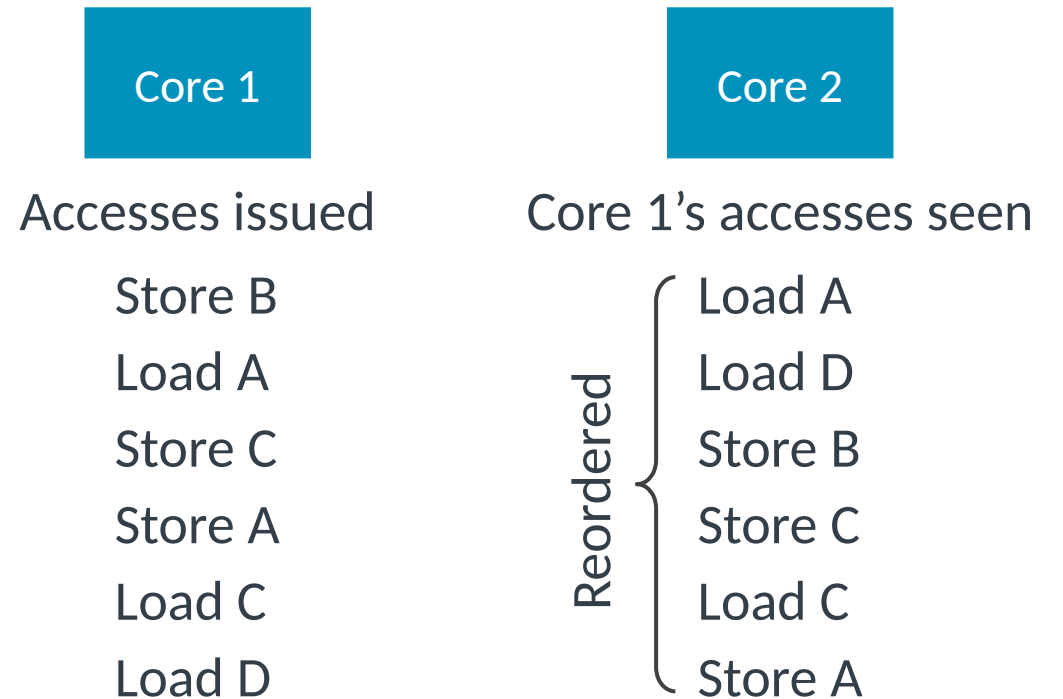 Core 1
Core 2
Accesses issued
Core 1’s accesses seen
Store B
Load A
Store C
Store A
Load C
Load D
Reordered
Load A
Load D
Store B
Store C
Load C
Store A